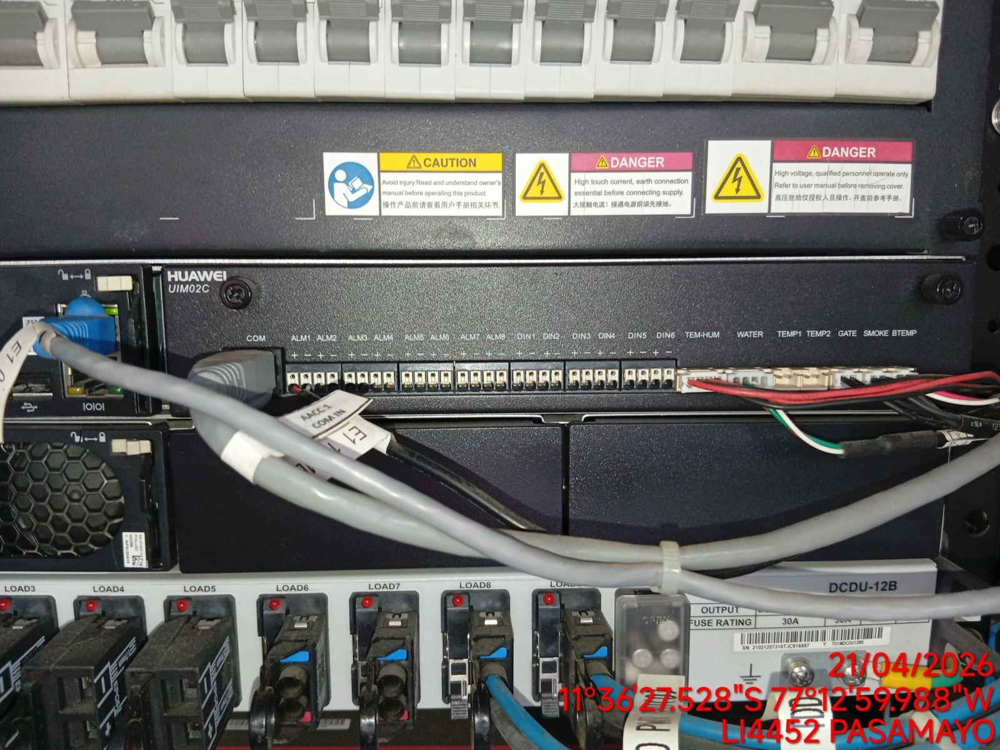 CAUTION
Avoid injury.Read and understand owner's
manual before operating this product.
操作产品前请查看用户手册相关环节.
DANGER
High touch current, earth connection
essential before connecting supply.
大接触电流！接通电源前须先接地。
DANGER
High voltage, qualified personnel operate only.
Refer to user manual before removing cover.
高压危险仅授权人员操作。开盖前参考手册.
HUAWEI
UIM02C
COM ALM1 ALM2 ALM3 ALM4 ALM5 ALM6 ALM7 ALM8 DIN1 DIN2 DIN3 DIN4 DIN5 DIN6 TEM-HUM WATER TEMP1 TEMP2 GATE SMOKE BTEMP
+ − + − + − + − + − + − + − + − + − + − + − + − + − + −
E1
AACC-1
COM IN
E1
IOIOI
LOAD3 LOAD4 LOAD5 LOAD6 LOAD7 LOAD8
DCDU-12B
OUTPUT
FUSE RATING 30A 30A
OPEN
SN: 21021207316TJC916887 Y TD1MDCDU12B0
21/04/2026
11°36'27.528"S 77°12'59.988"W
LI4452 PASAMAYO